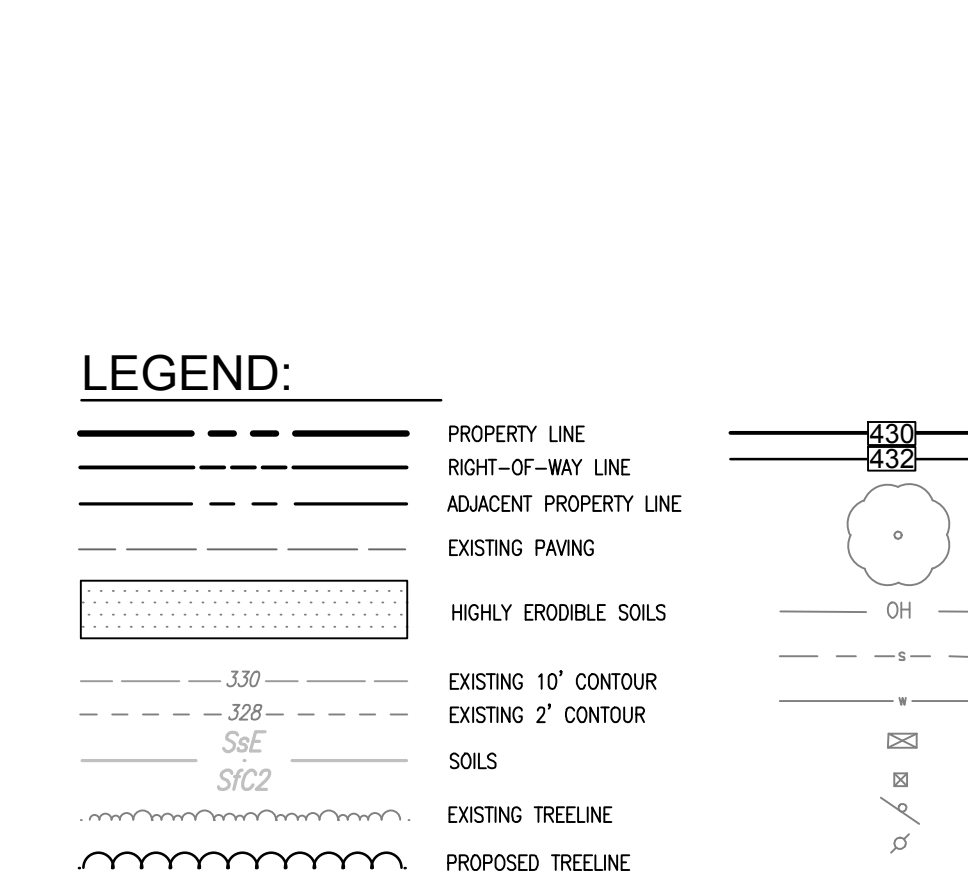 LEGEND:
PROPERTY LINE
RIGHT-OF-WAY LINE
ADJACENT PROPERTY LINE
EXISTING PAVING
HIGHLY ERODIBLE SOILS
330 EXISTING 10' CONTOUR
328 EXISTING 2' CONTOUR
SsE
SfC2
SOILS
EXISTING TREELINE
PROPOSED TREELINE
430
432
OH
S
W